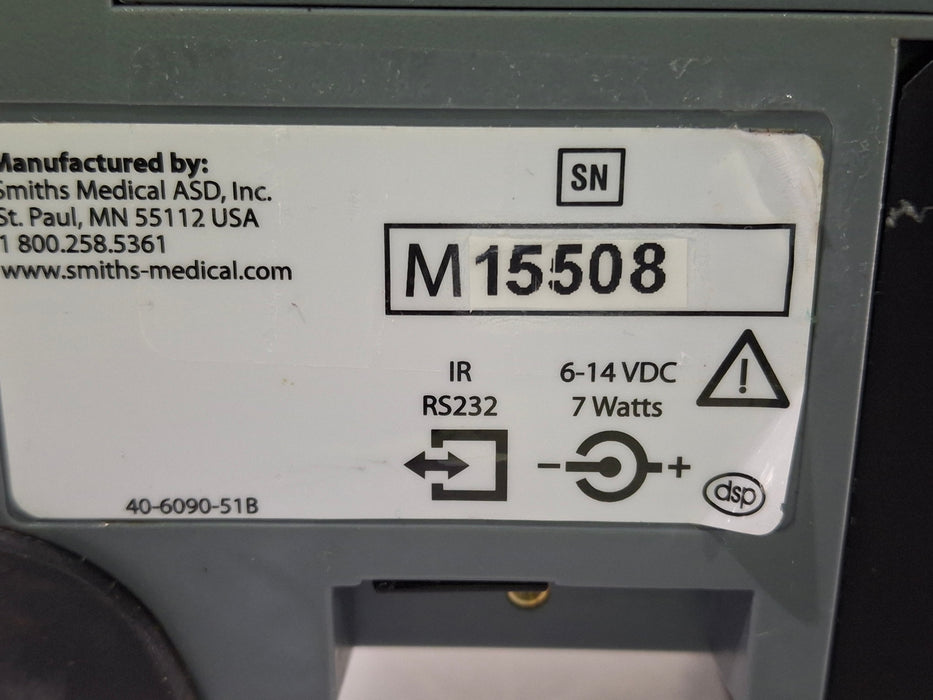 Manufactured by:
Smiths Medical ASD, Inc.
St. Paul, MN 55112 USA
1 800.258.5361
www.smiths-medical.com
SN
M 15508
IR
RS232
6-14 VDC
7 Watts
!
- +
dsp
40-6090-51B